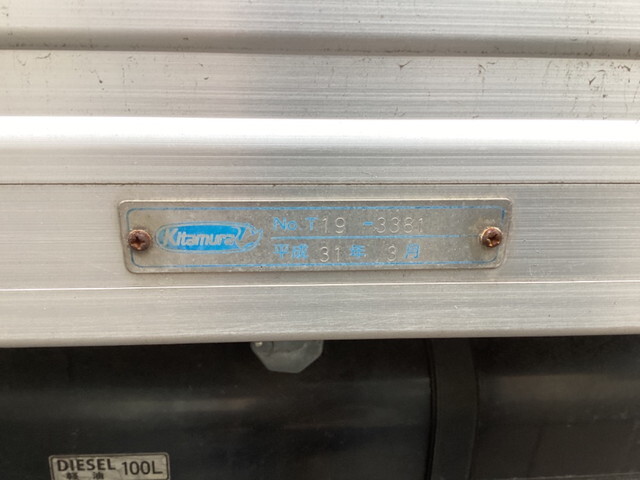 Kitamura
No. T19-3381
平成 31年 3月
DIESEL 100L
軽油